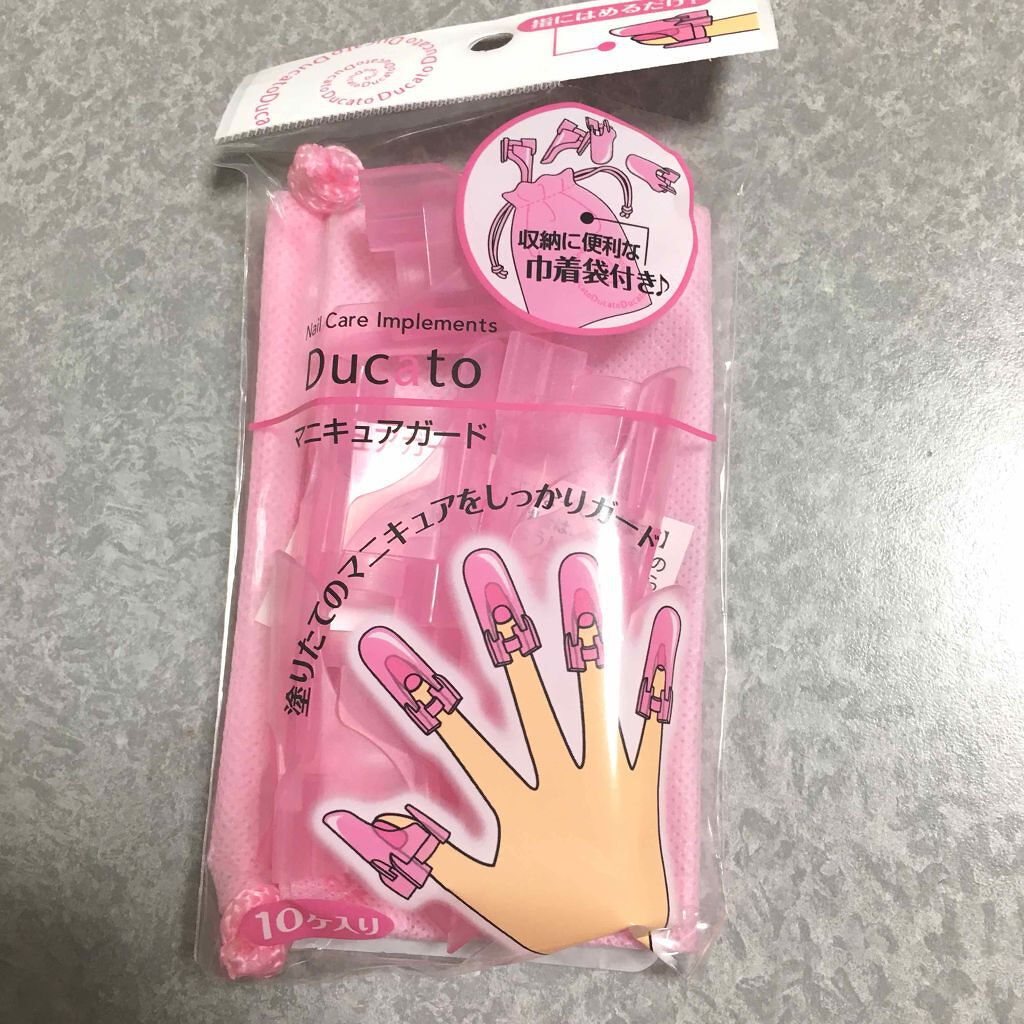 指にはめるだけ!
DucatoDucatoDucatoDucato
Nail Care Implements
Ducato
マニキュアガード
収納に便利な
巾着袋付き♪
塗りたてのマニキュアをしっかりガード
10ケ入り